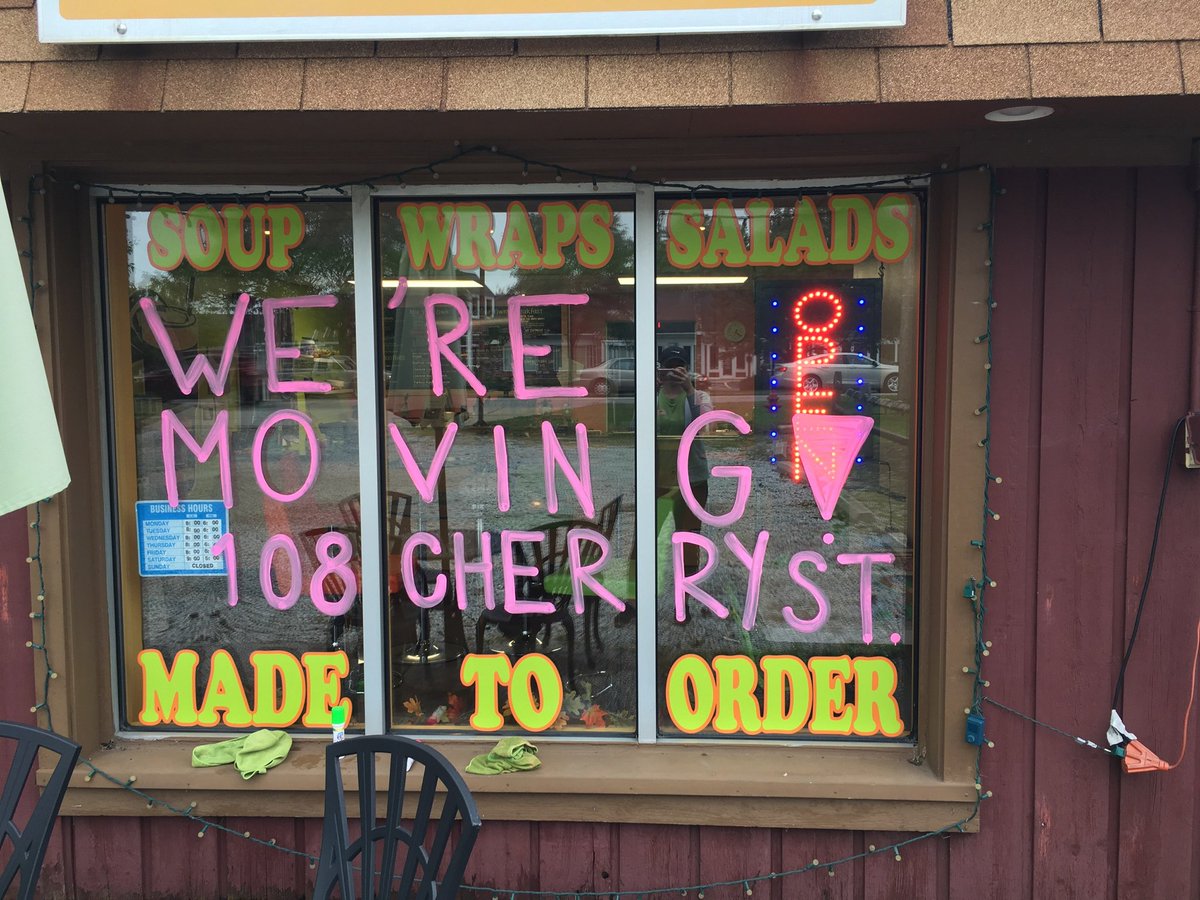 SOUP WRAPS SALADS
WE'RE
MOVING!
OPEN
BUSINESS HOURS
MONDAY
TUESDAY
WEDNESDAY
THURSDAY
FRIDAY
SATURDAY
SUNDAY CLOSED
108 CHERRY ST.
MADE TO ORDER